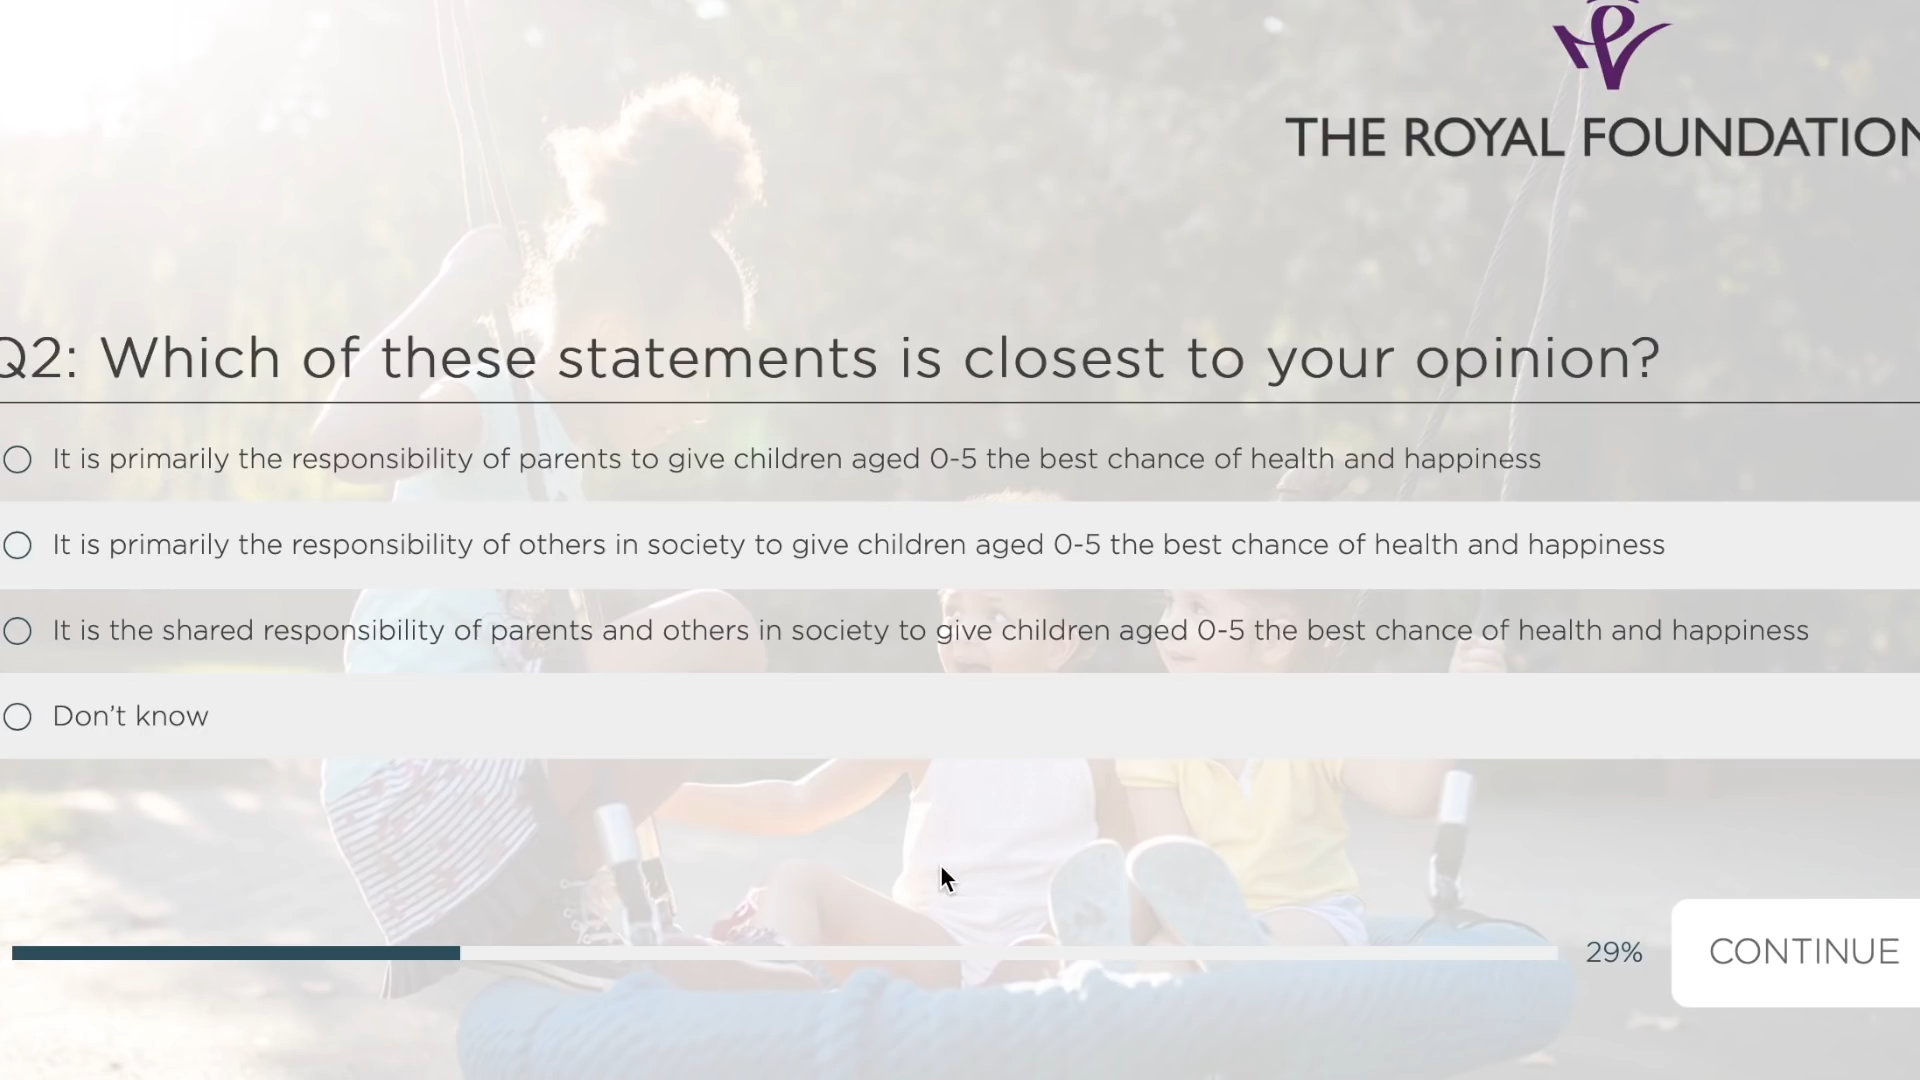 THE ROYAL FOUNDATION
Q2: Which of these statements is closest to your opinion?
It is primarily the responsibility of parents to give children aged 0-5 the best chance of health and happiness
It is primarily the responsibility of others in society to give children aged 0-5 the best chance of health and happiness
It is the shared responsibility of parents and others in society to give children aged 0-5 the best chance of health and happiness
Don’t know
29%
CONTINUE